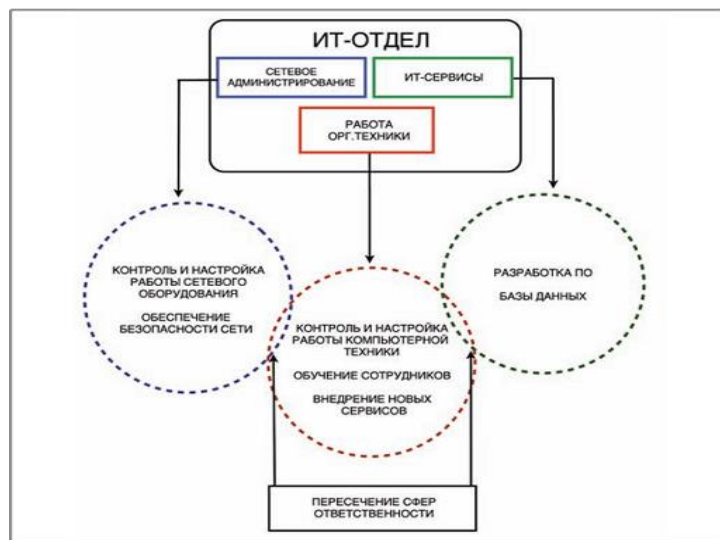 ИТ-ОТДЕЛ
СЕТЕВОЕ
АДМИНИСТРИРОВАНИЕ
ИТ-СЕРВИСЫ
РАБОТА
ОРГ.ТЕХНИКИ
КОНТРОЛЬ И НАСТРОЙКА
РАБОТЫ СЕТЕВОГО
ОБОРУДОВАНИЯ
ОБЕСПЕЧЕНИЕ
БЕЗОПАСНОСТИ СЕТИ
КОНТРОЛЬ И НАСТРОЙКА
РАБОТЫ КОМПЬЮТЕРНОЙ
ТЕХНИКИ
ОБУЧЕНИЕ СОТРУДНИКОВ
ВНЕДРЕНИЕ НОВЫХ
СЕРВИСОВ
РАЗРАБОТКА ПО
БАЗЫ ДАННЫХ
ПЕРЕСЕЧЕНИЕ СФЕР
ОТВЕТСТВЕННОСТИ